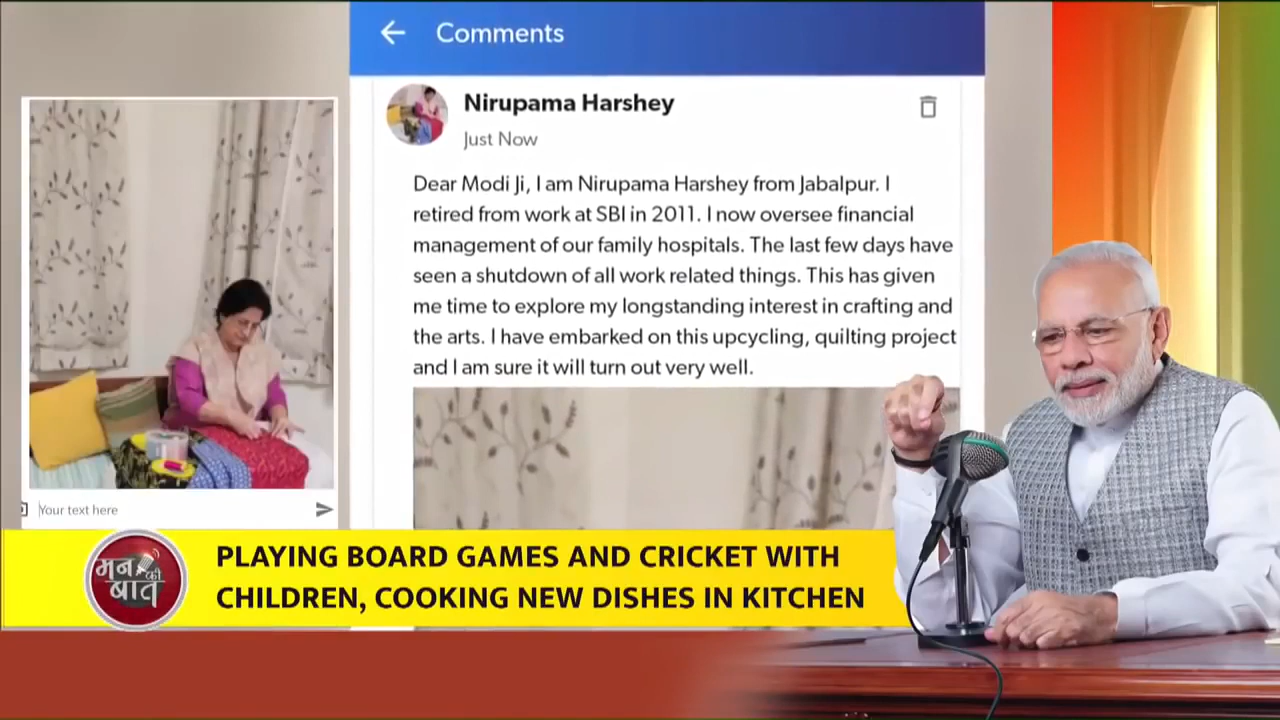 Comments
Nirupama Harshey
Just Now
Dear Modi Ji, I am Nirupama Harshey from Jabalpur. I
retired from work at SBI in 2011. I now oversee financial
management of our family hospitals. The last few days have
seen a shutdown of all work related things. This has given
me time to explore my longstanding interest in crafting and
the arts. I have embarked on this upcycling, quilting project
and I am sure it will turn out very well.
Your text here
मन
की
बात
PLAYING BOARD GAMES AND CRICKET WITH
CHILDREN, COOKING NEW DISHES IN KITCHEN